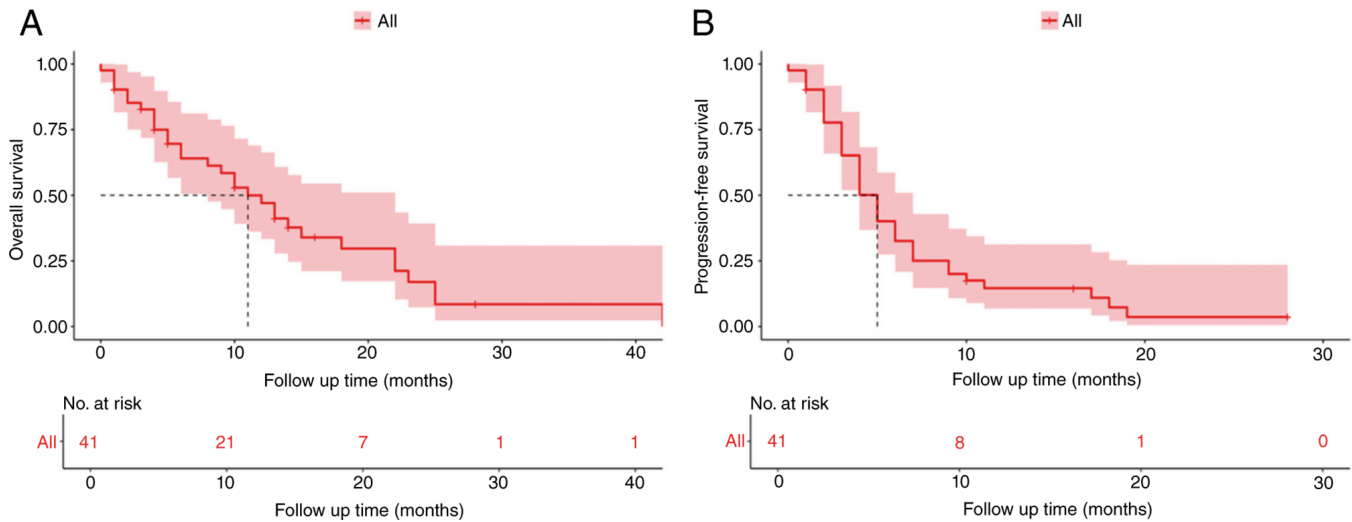 A
All
Overall survival
1.00
0.75
0.50
0.25
0.00
0 10 20 30 40
Follow up time (months)
No. at risk
All 41 21 7 1 1
0 10 20 30 40
Follow up time (months)
B
All
Progression-free survival
1.00
0.75
0.50
0.25
0.00
0 10 20 30
Follow up time (months)
No. at risk
All 41 8 1 0
0 10 20 30
Follow up time (months)